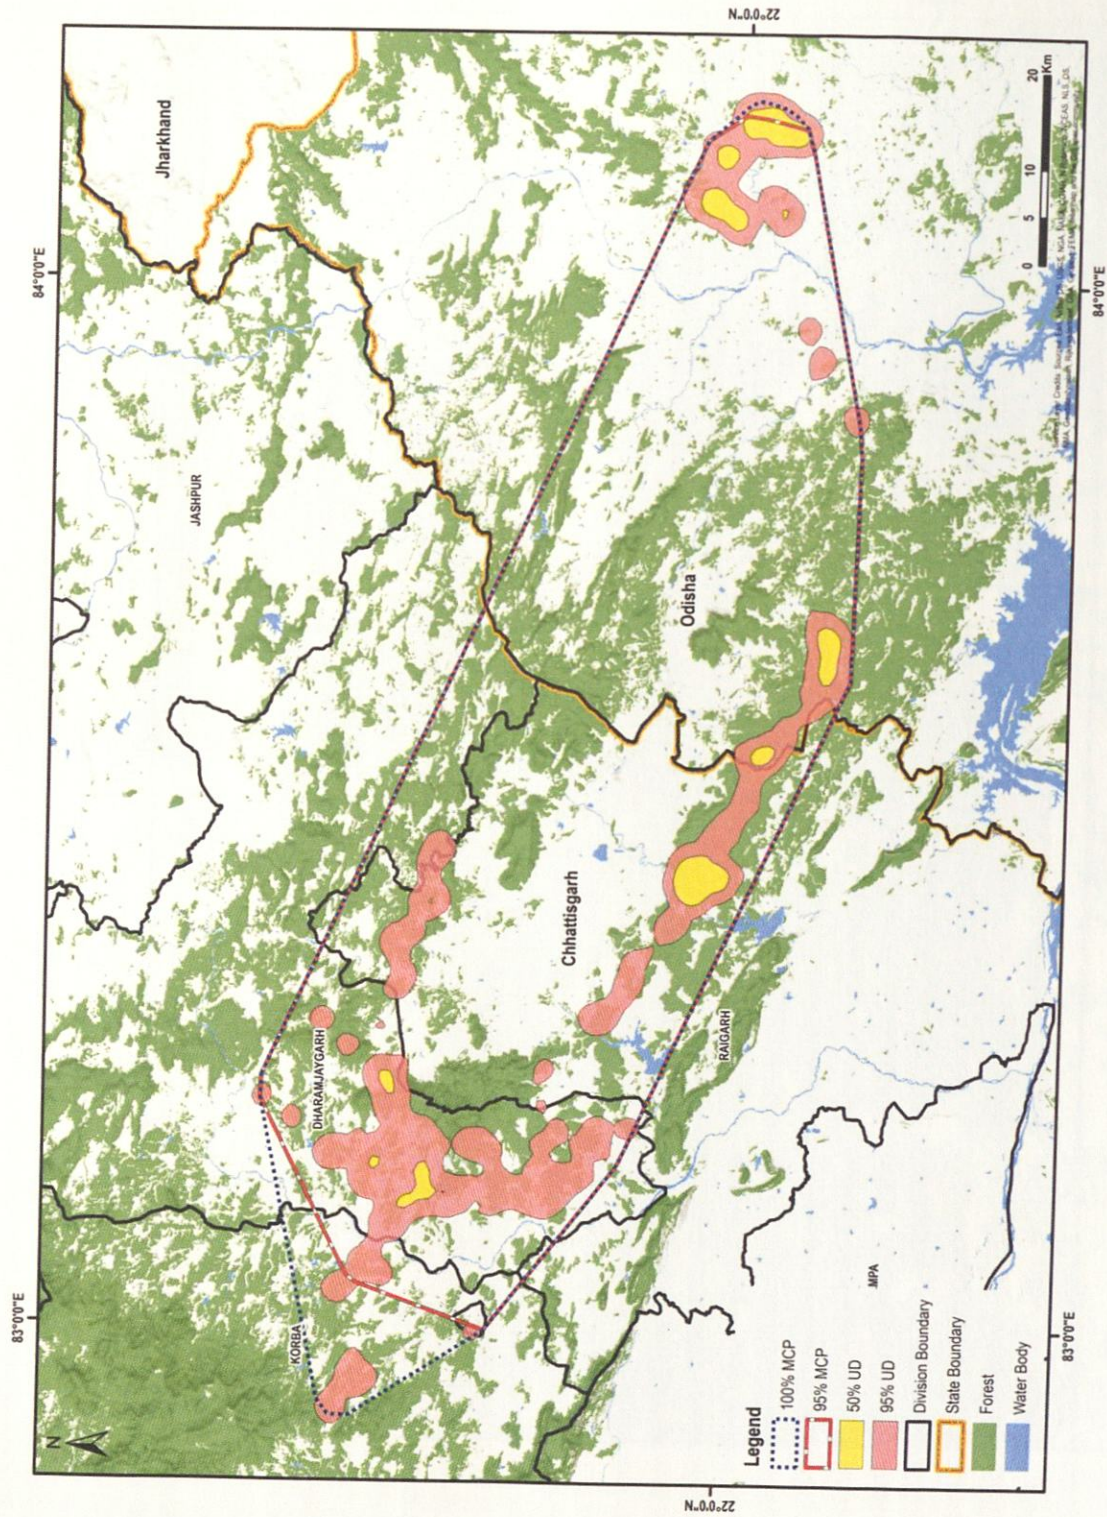 84°0'0"E
83°0'0"E
22°0'0"N
Jharkhand
JASHPUR
Odisha
Chhattisgarh
DHARAMJAYGARH
KORBA
RAIGARH
MPA
N
Legend
100% MCP
95% MCP
50% UD
95% UD
Division Boundary
State Boundary
Forest
Water Body
0 5 10 20
Km
22°0'0"N
83°0'0"E
84°0'0"E